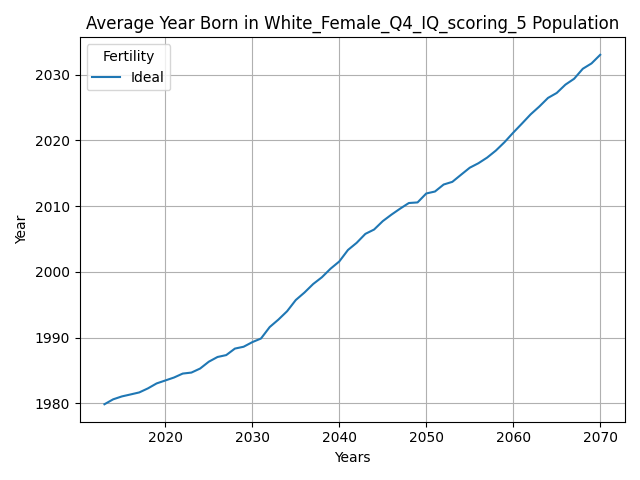 Average Year Born in White_Female_Q4_IQ_scoring_5 Population
Fertility
Ideal
Year
2030
2020
2010
2000
1990
1980
2020 2030 2040 2050 2060 2070
Years